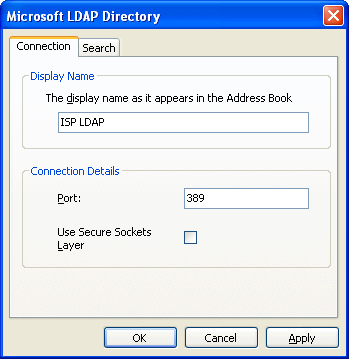 Microsoft LDAP Directory
Connection
Search
Display Name
The display name as it appears in the Address Book
ISP LDAP
Connection Details
Port:
389
Use Secure Sockets
Layer
OK
Cancel
Apply